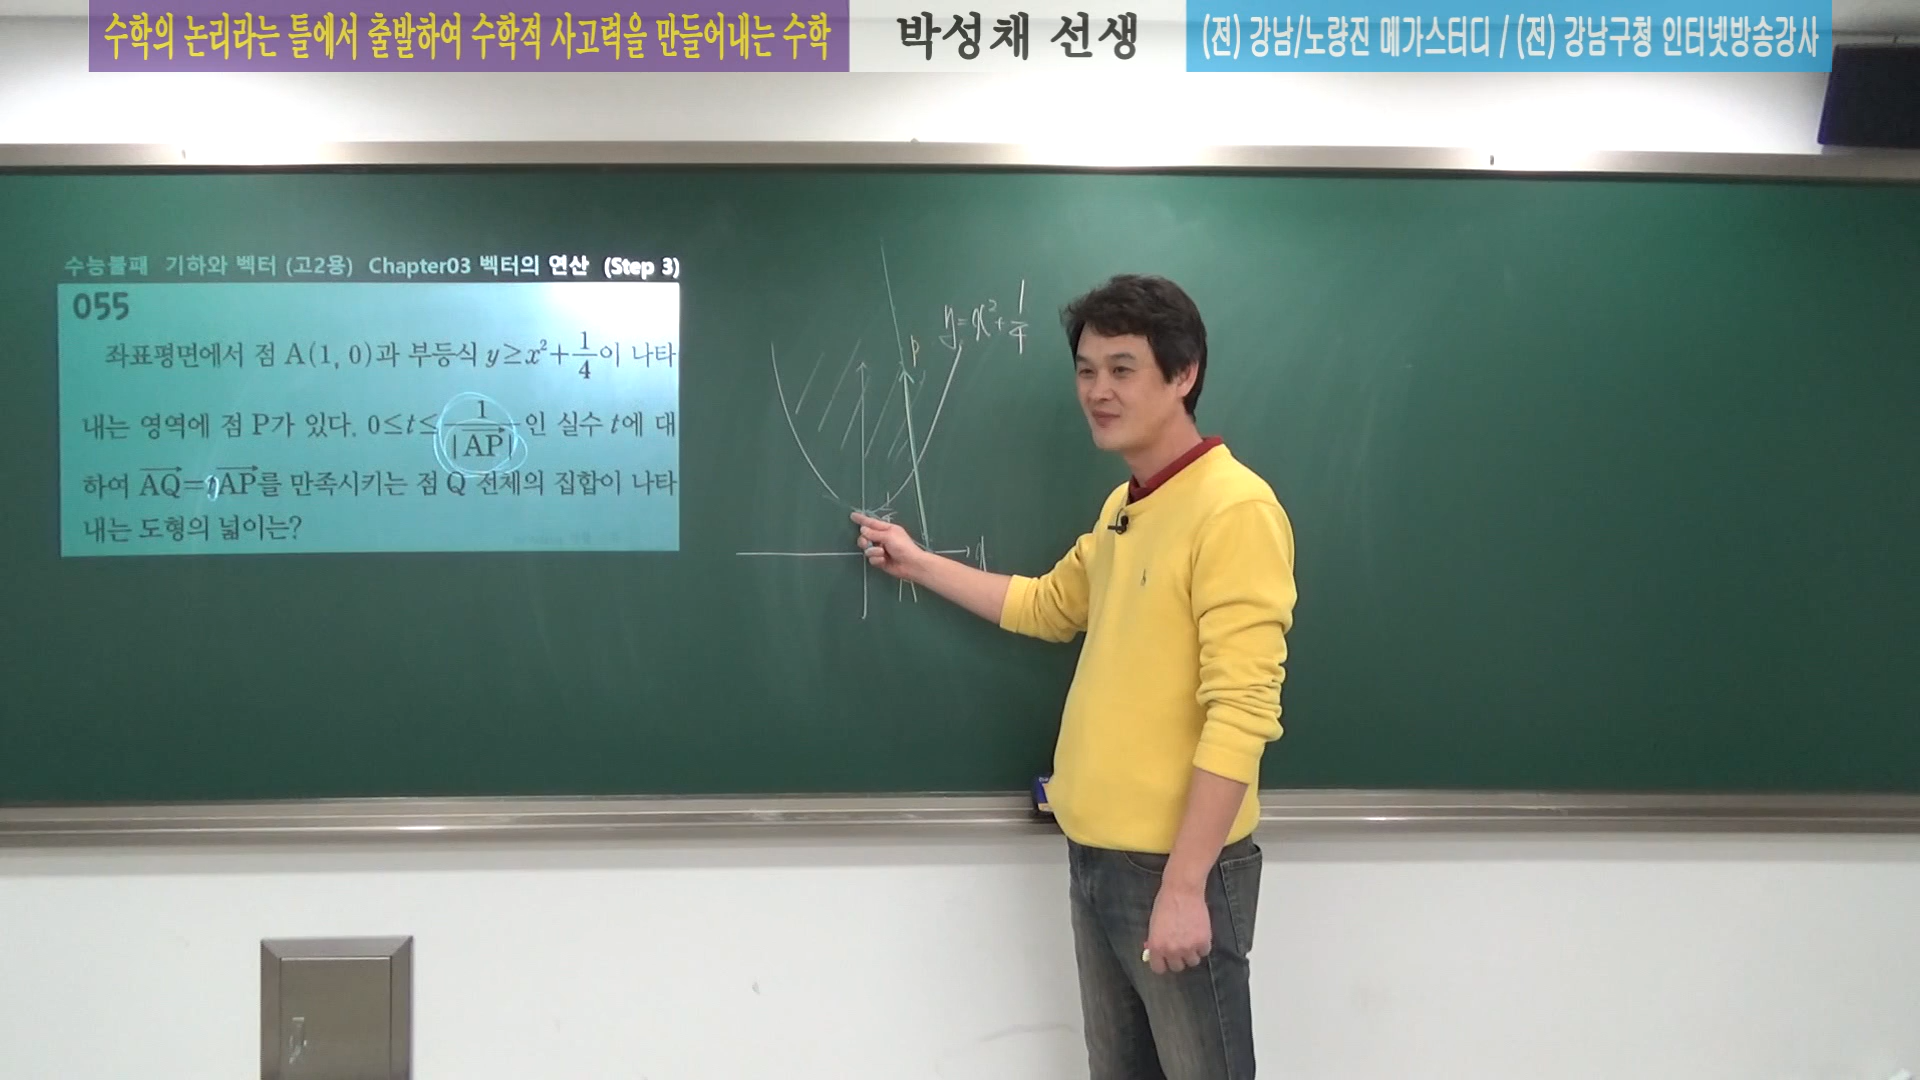 수학의 논리라는 틀에서 출발하여 수학적 사고력을 만들어내는 수학
박성채 선생
(전) 강남/노량진 메가스터디 / (전) 강남구청 인터넷방송강사
수능불패 기하와 벡터 (고2용) Chapter03 벡터의 연산 (Step 3)
055
좌표평면에서 점 A(1, 0)과 부등식 y≥x²+1/4이 나타
내는 영역에 점 P가 있다. 0≤t≤1/|AP→|인 실수 t에 대
하여 AQ→=tAP→를 만족시키는 점 Q 전체의 집합이 나타
내는 도형의 넓이는?
y=x²+1/4
P
1/4
x